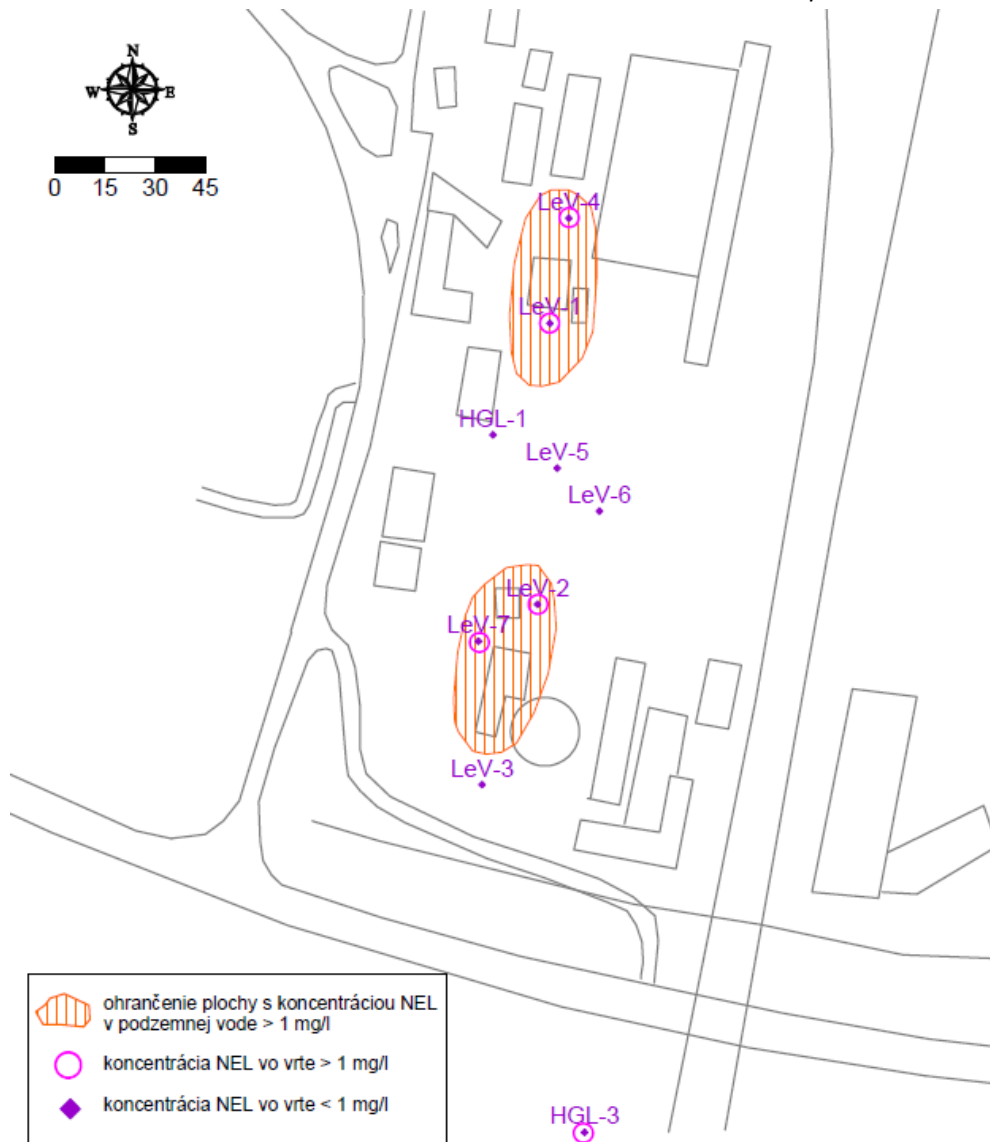 N
W E
S
0 15 30 45
LeV-4
LeV-1
HGL-1
LeV-5
LeV-6
LeV-2
LeV-7
LeV-3
ohrančenie plochy s koncentráciou NEL
v podzemnej vode > 1 mg/l
koncentrácia NEL vo vrte > 1 mg/l
koncentrácia NEL vo vrte < 1 mg/l
HGL-3